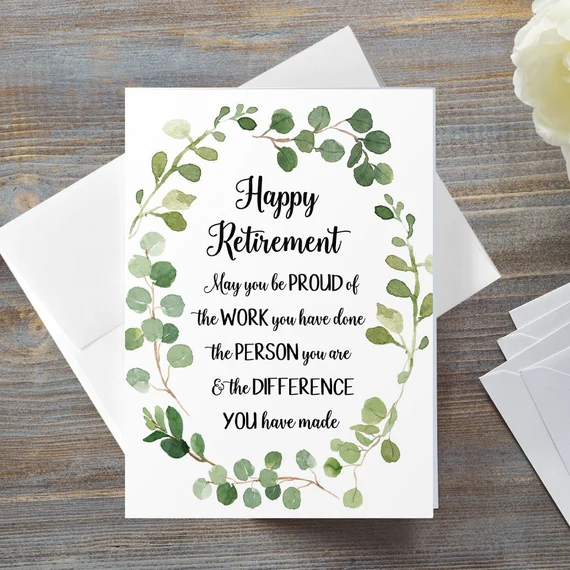 Happy
Retirement
May you be PROUD of
the WORK you have done
the PERSON you are
& the DIFFERENCE
YOU have made